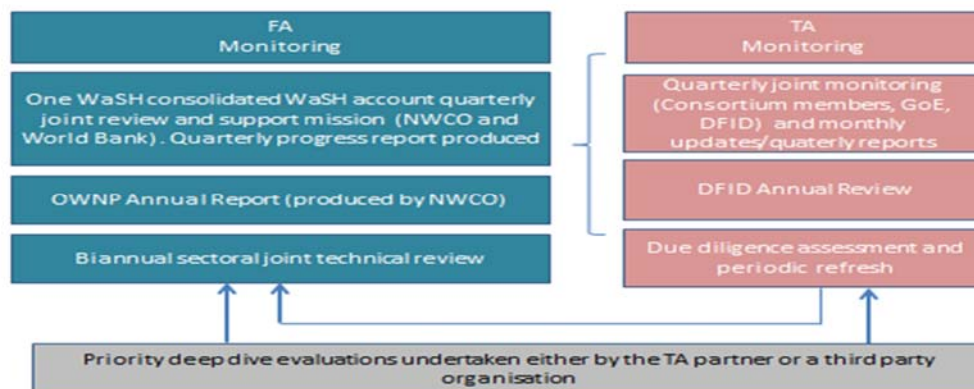 FA
Monitoring
One WaSH consolidated WaSH account quarterly
joint review and support mission (NWCO and
World Bank). Quarterly progress report produced
OWNP Annual Report (produced by NWCO)
Biannual sectoral joint technical review
TA
Monitoring
Quarterly joint monitoring
(Consortium members, GoE,
DFID) and monthly
updates/quaterly reports
DFID Annual Review
Due diligence assessment and
periodic refresh
Priority deep dive evaluations undertaken either by the TA partner or a third party
organisation